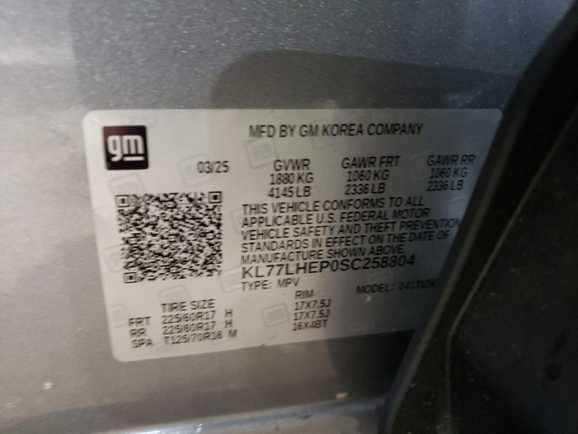 gm
MFD BY GM KOREA COMPANY
03/25 GVWR GAWR FRT GAWR RR
1880 KG 1060 KG 1060 KG
4145 LB 2336 LB 2336 LB
THIS VEHICLE CONFORMS TO ALL
APPLICABLE U.S. FEDERAL MOTOR
VEHICLE SAFETY AND THEFT PREVENTION
STANDARDS IN EFFECT ON THE DATE OF
KL77LHEP0SC258804
TYPE: MPV MODEL:
TIRE SIZE RIM
FRT 225/60R17 H 17X7.5J
RR 225/60R17 H 17X7.5J
SPA T125/70R16 M 16X4BT